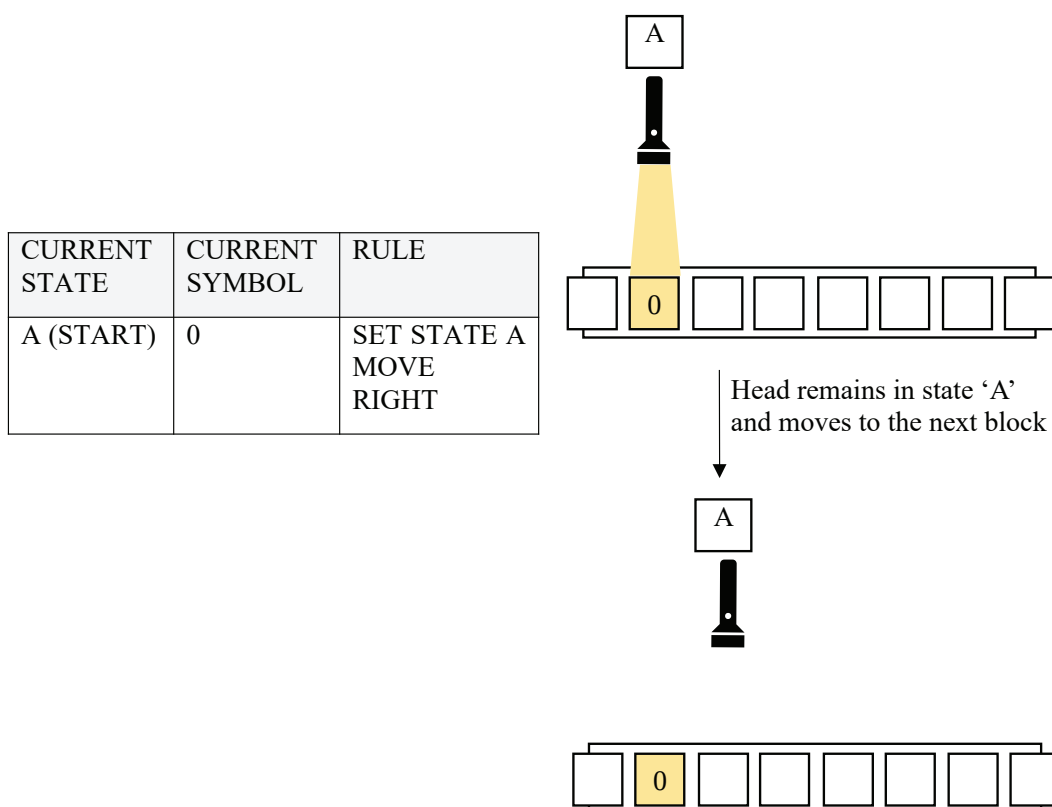 A
0
CURRENT STATE
CURRENT SYMBOL
RULE
A (START)
0
SET STATE A
MOVE
RIGHT
Head remains in state ‘A’
and moves to the next block
A
0